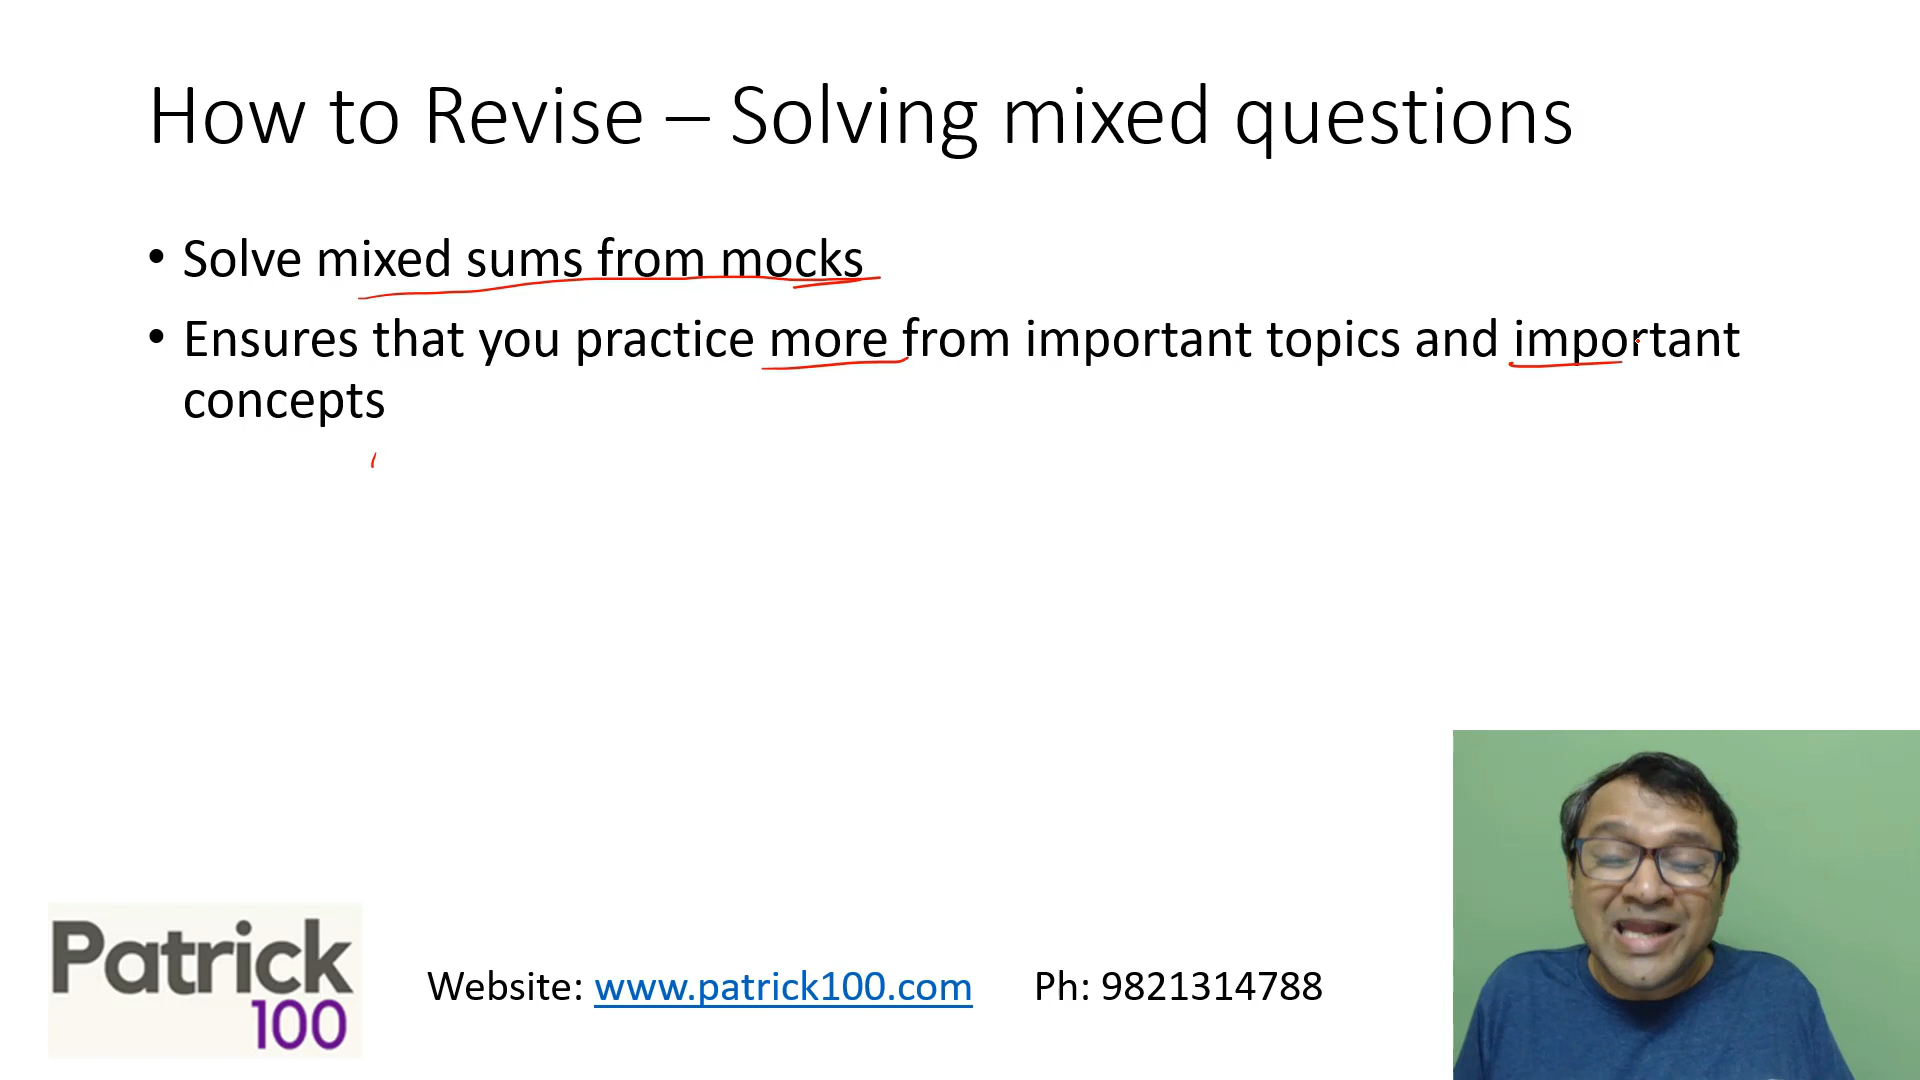 How to Revise – Solving mixed questions
• Solve mixed sums from mocks
• Ensures that you practice more from important topics and important
concepts
Patrick
100
Website: www.patrick100.com Ph: 9821314788